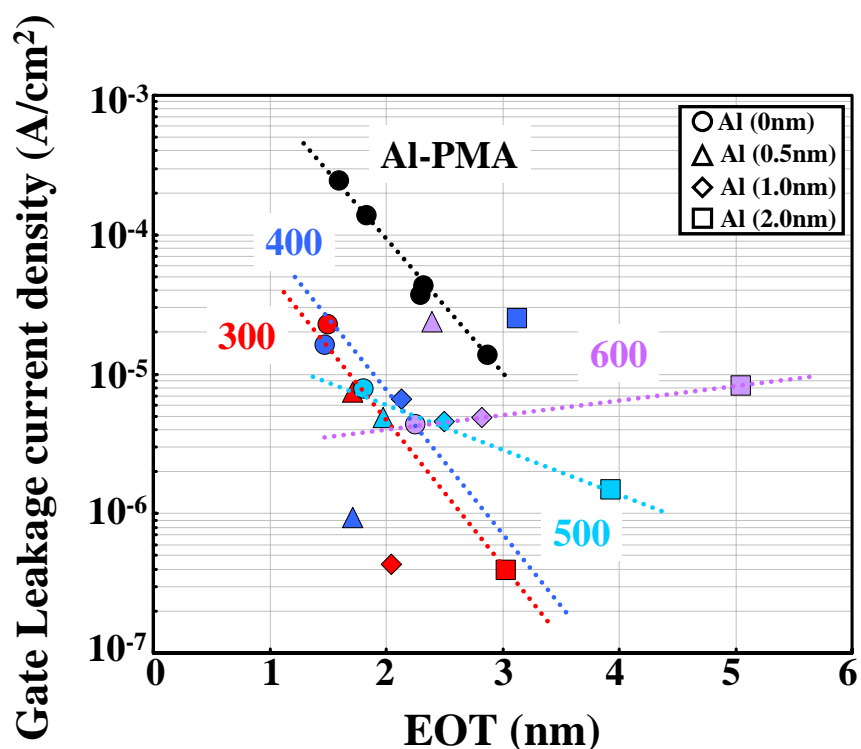 Gate Leakage current density (A/cm²)
10⁻³
10⁻⁴
10⁻⁵
10⁻⁶
10⁻⁷
Al-PMA
400
300
600
500
Al (0nm)
Al (0.5nm)
Al (1.0nm)
Al (2.0nm)
0 1 2 3 4 5 6
EOT (nm)